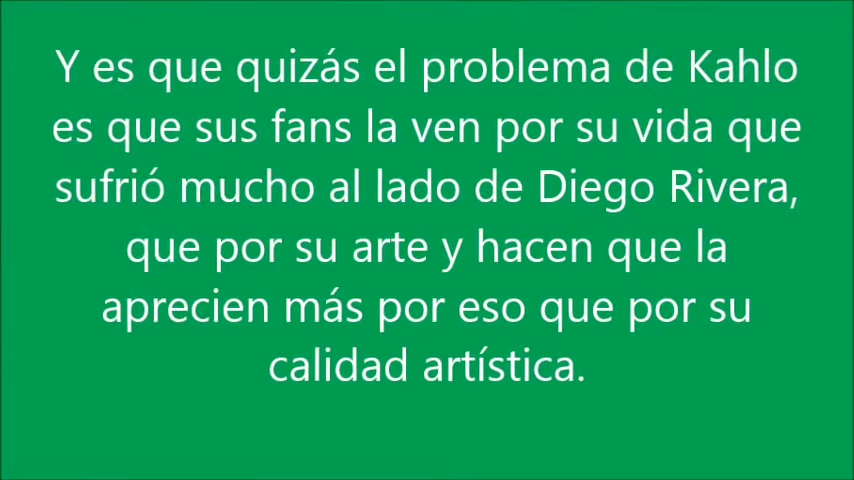 Y es que quizás el problema de Kahlo
es que sus fans la ven por su vida que
sufrió mucho al lado de Diego Rivera,
que por su arte y hacen que la
aprecien más por eso que por su
calidad artística.